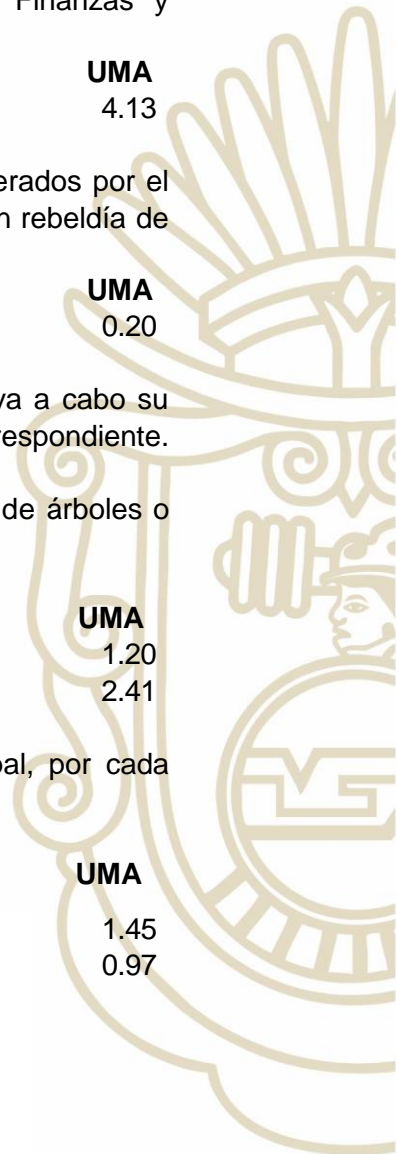 Finanzas y
UMA
4.13
erados por el
n rebeldía de
UMA
0.20
va a cabo su
respondiente.
de árboles o
UMA
1.20
2.41
pal, por cada
UMA
1.45
0.97